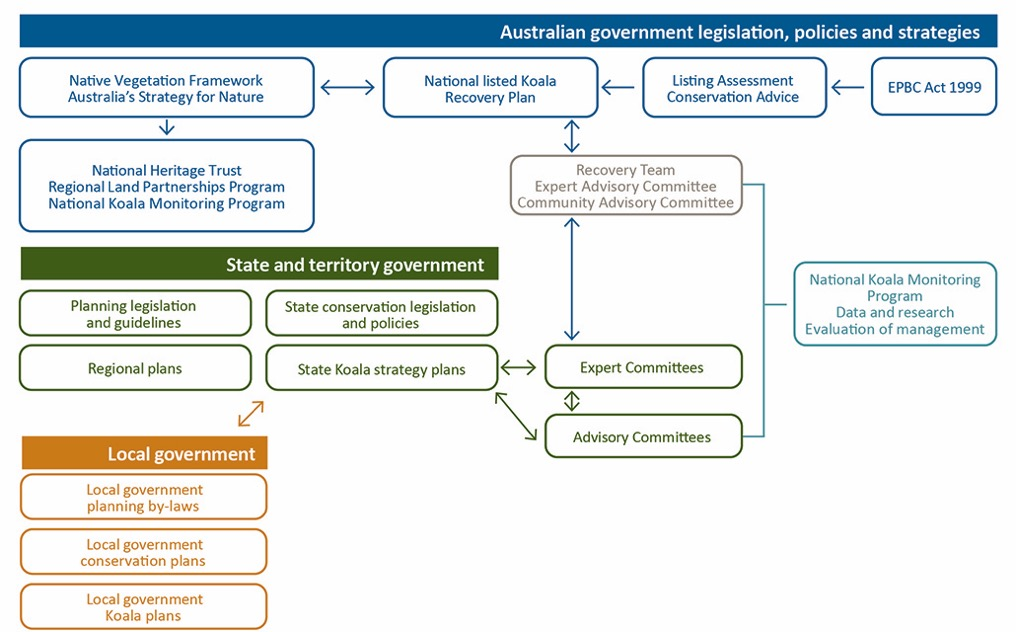 Australian government legislation, policies and strategies
Native Vegetation Framework
Australia's Strategy for Nature
National listed Koala
Recovery Plan
Listing Assessment
Conservation Advice
EPBC Act 1999
National Heritage Trust
Regional Land Partnerships Program
National Koala Monitoring Program
Recovery Team
Expert Advisory Committee
Community Advisory Committee
State and territory government
Planning legislation
and guidelines
State conservation legislation
and policies
Regional plans
State Koala strategy plans
Expert Committees
Advisory Committees
National Koala Monitoring
Program
Data and research
Evaluation of management
Local government
Local government
planning by-laws
Local government
conservation plans
Local government
Koala plans